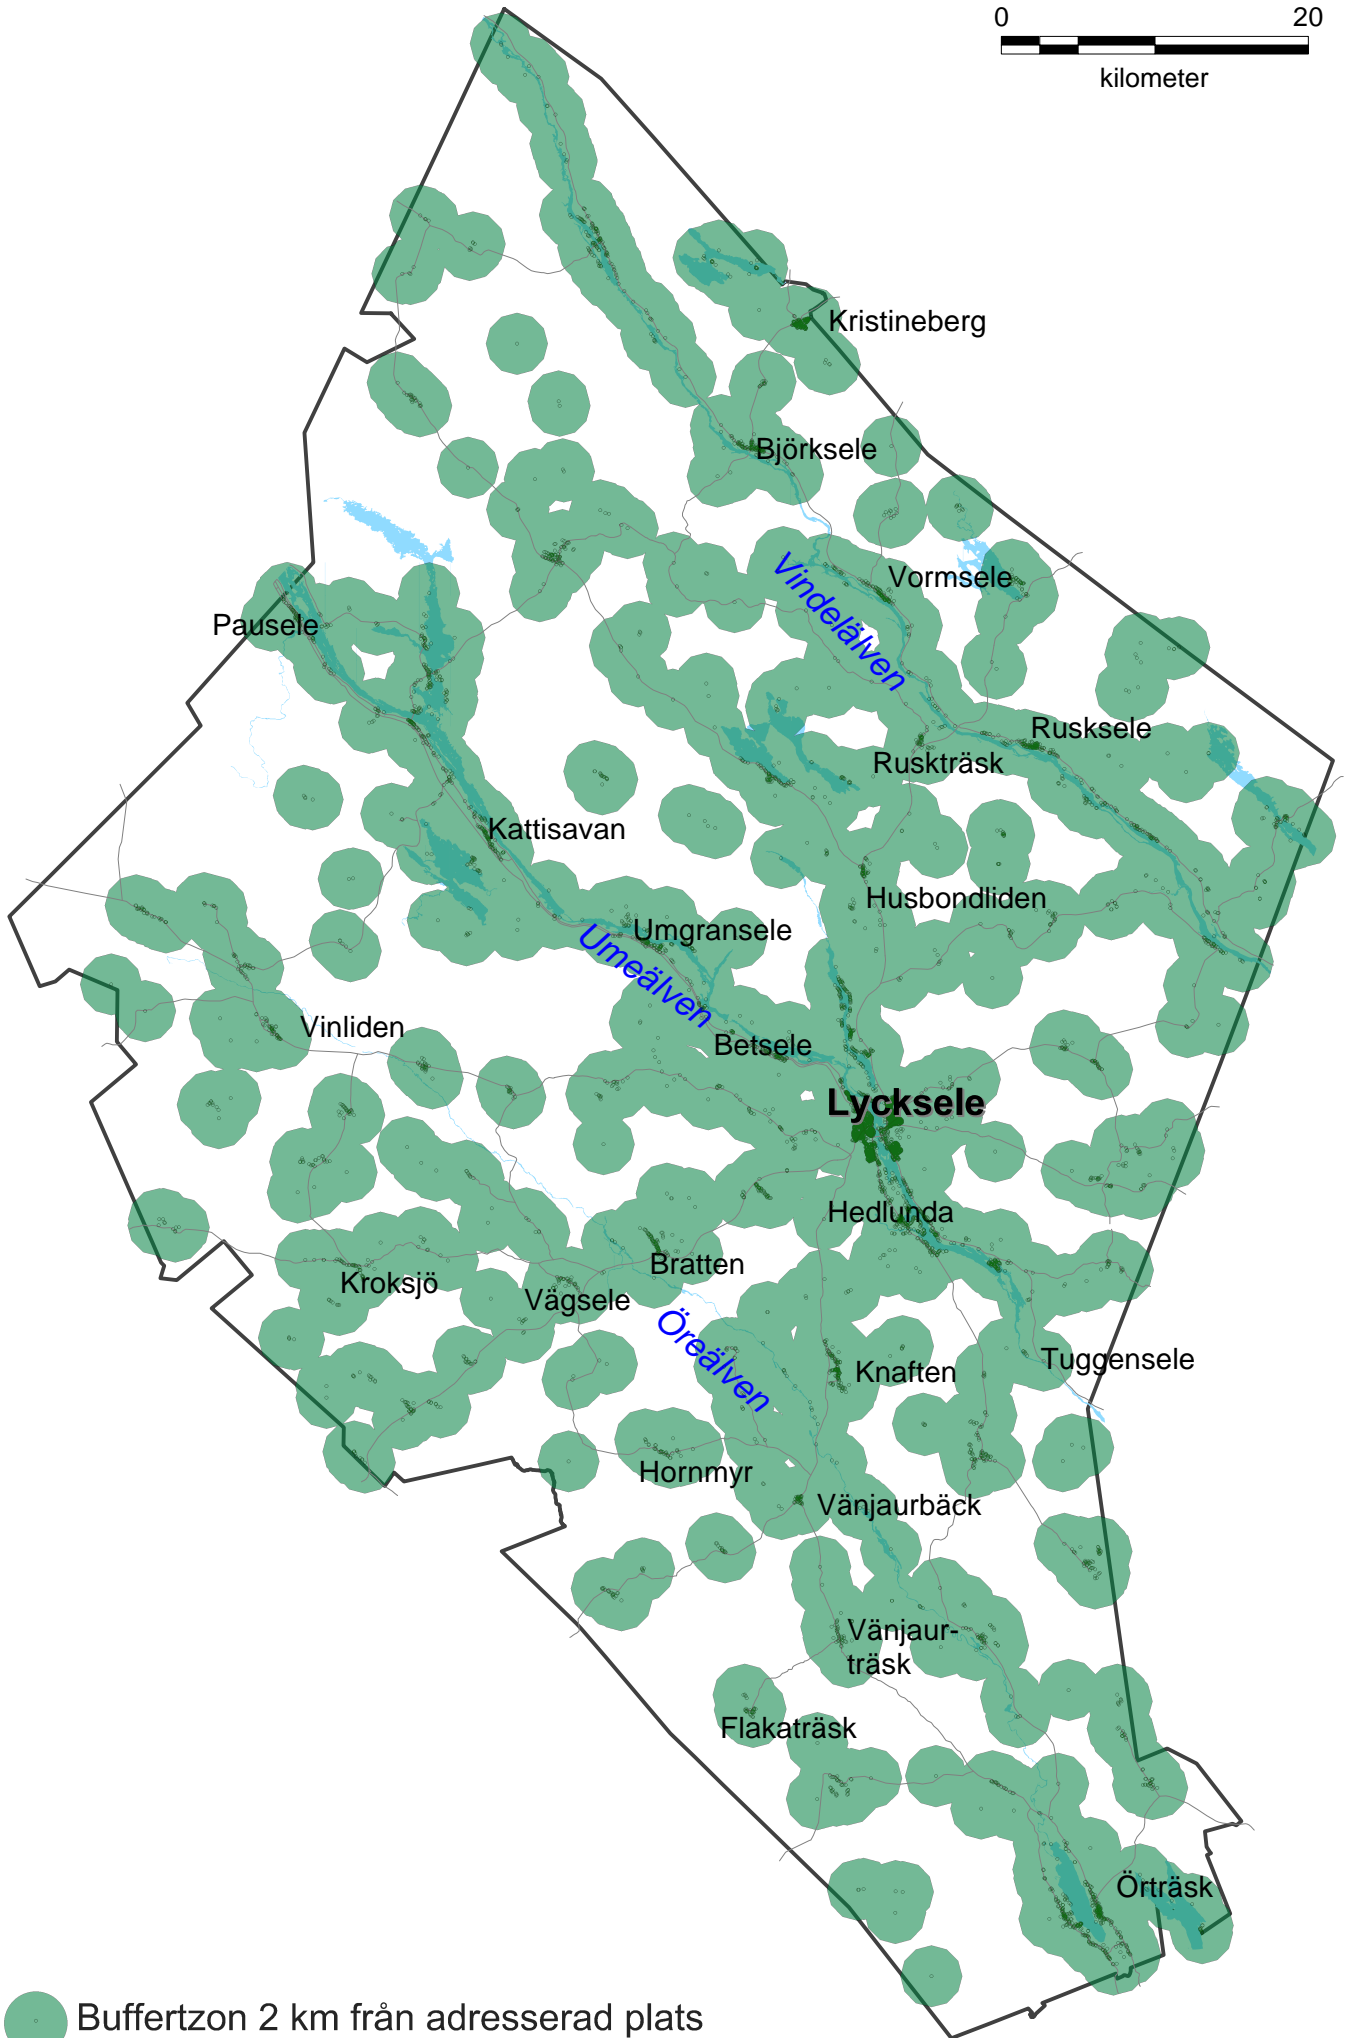 0 20
kilometer
Kristineberg
Björksele
Vindelälven
Vormsele
Pausele
Rusksele
Ruskträsk
Kattisavan
Husbondliden
Umgransele
Umeälven
Vinliden
Betsele
Lycksele
Hedlunda
Bratten
Kroksjö
Vägsele
Öreälven
Knaften
Tuggensele
Hornmyr
Vänjaurbäck
Vänjaur-
träsk
Flakaträsk
Örträsk
Buffertzon 2 km från adresserad plats